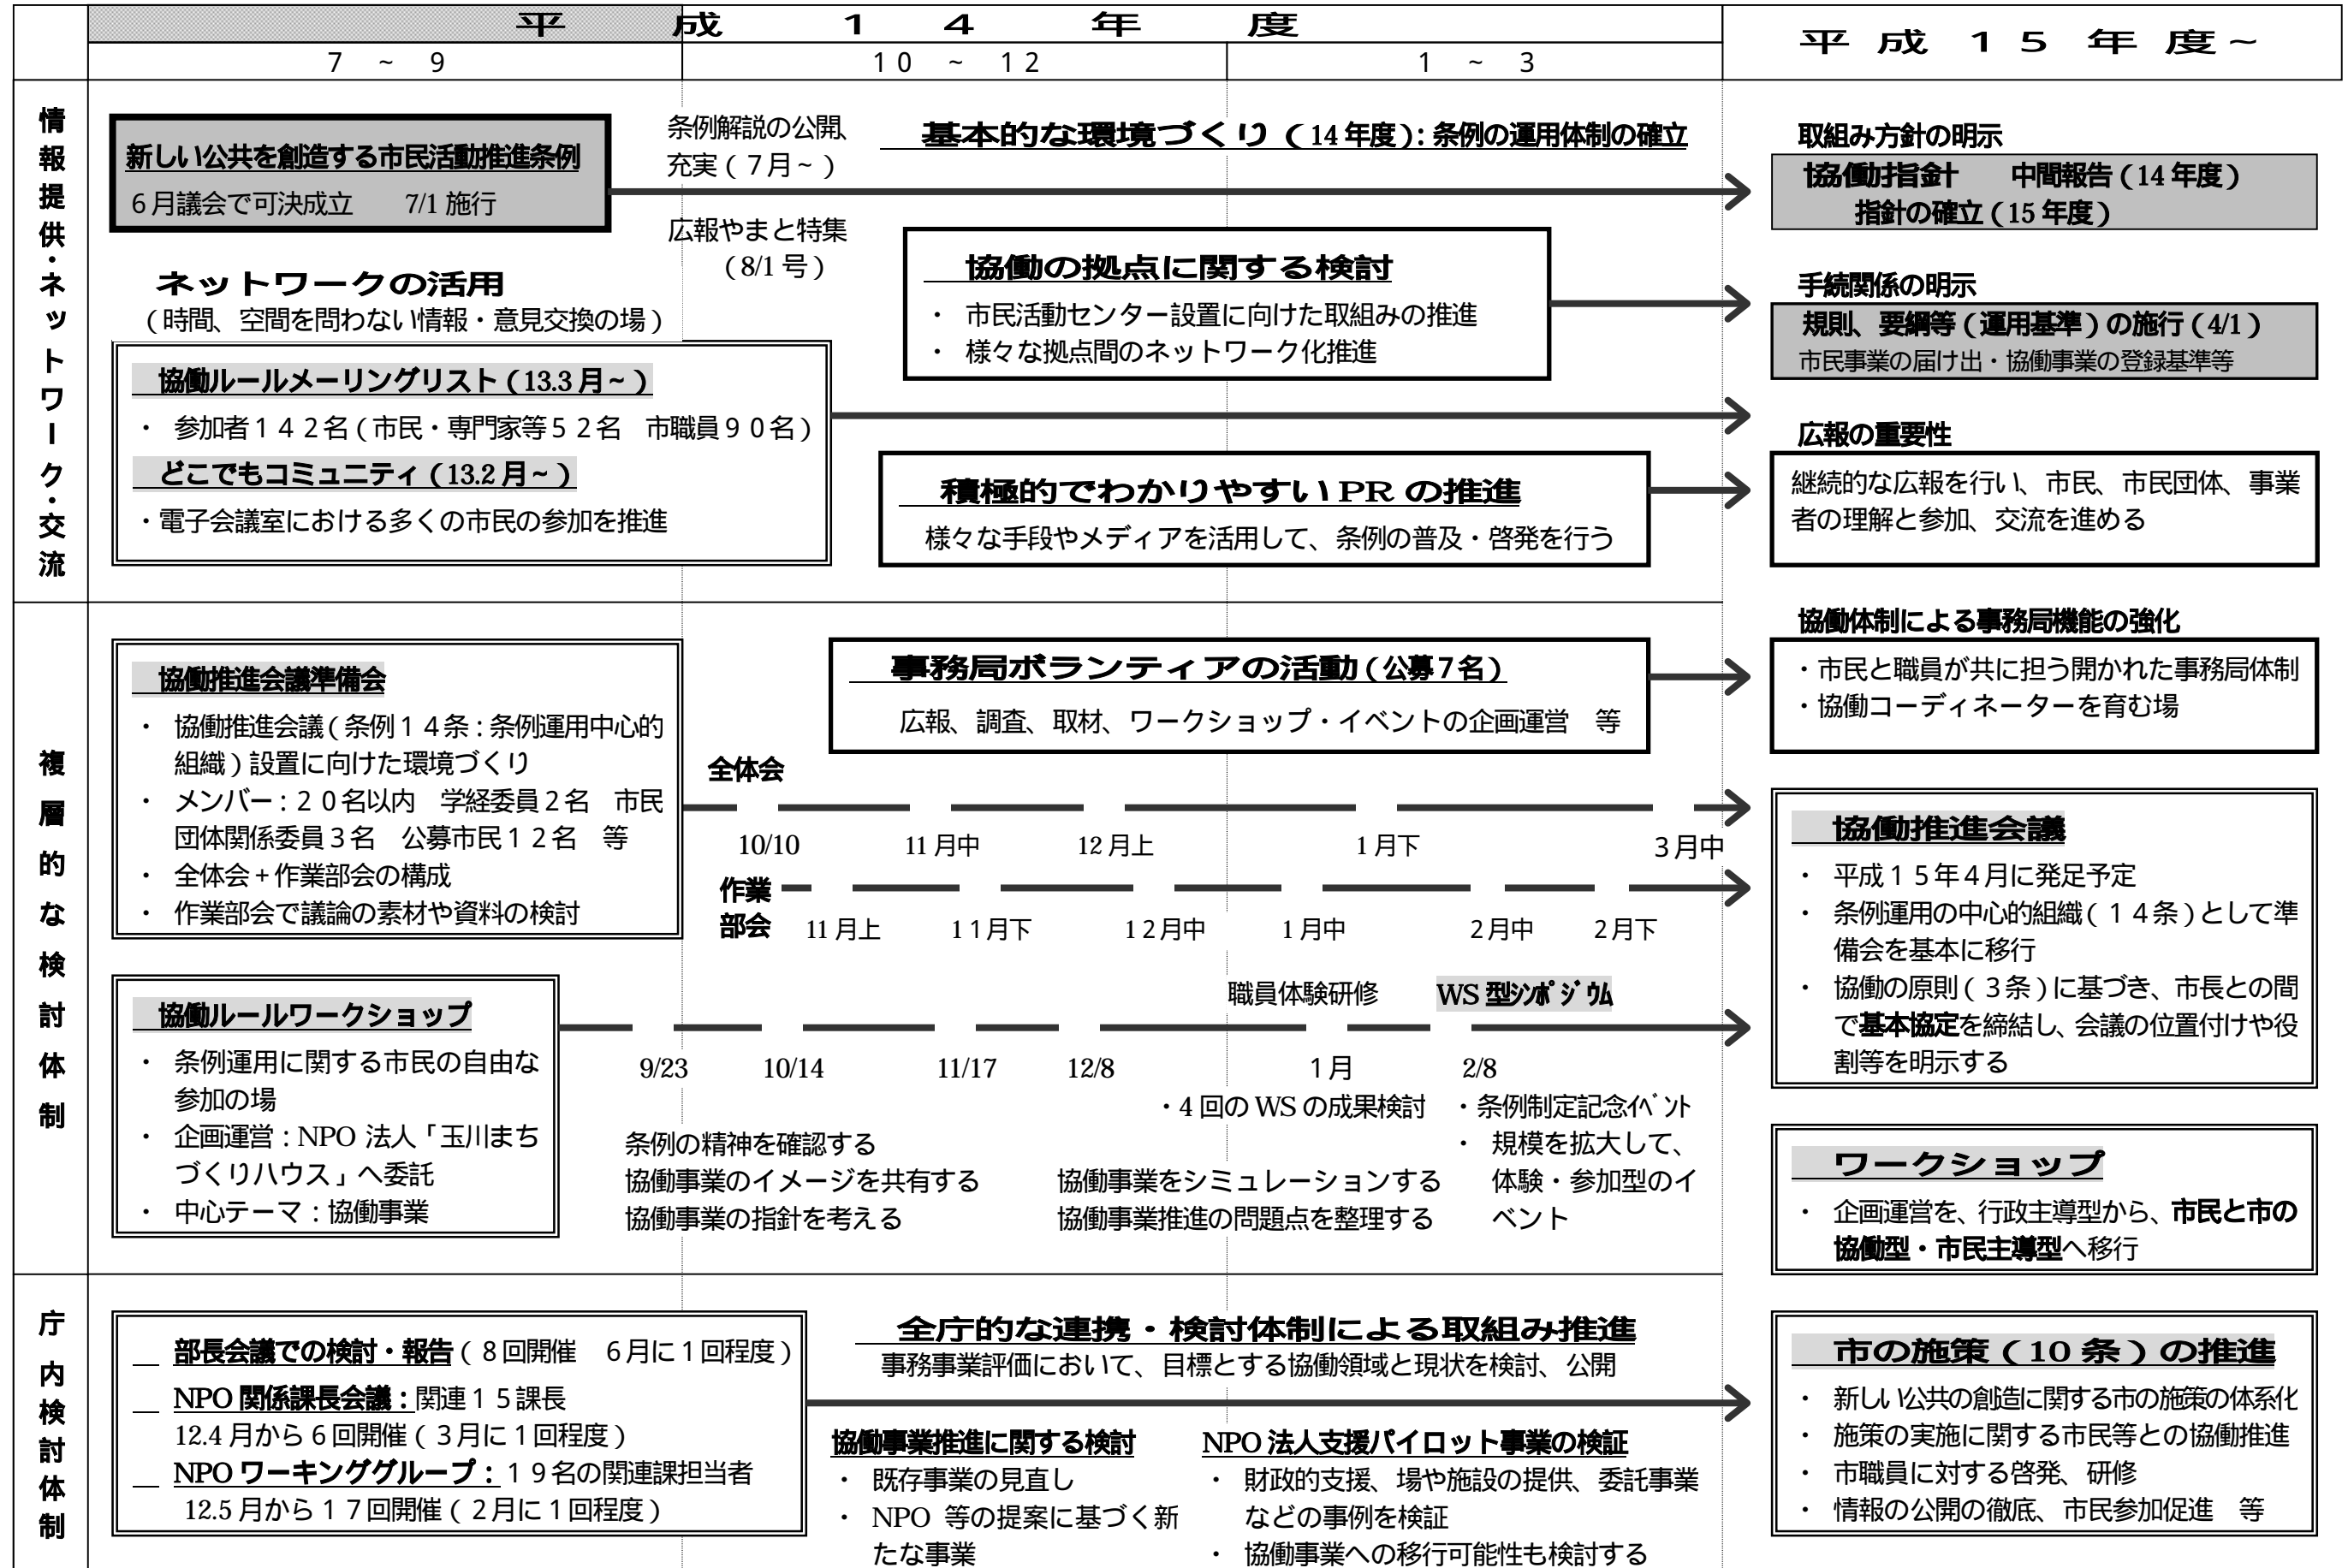 平成14年度
平成15年度~
7 ~ 9
10 ~ 12
1 ~ 3
情報提供・ネットワーク・交流
新しい公共を創造する市民活動推進条例
6月議会で可決成立　7/1 施行
条例解説の公開、
充実(7月~)
広報やまと特集
(8/1 号)
基本的な環境づくり(14 年度): 条例の運用体制の確立
ネットワークの活用
(時間、空間を問わない情報・意見交換の場)
協働ルールメーリングリスト(13.3 月~)
・ 参加者142名(市民・専門家等52名　市職員90名)
どこでもコミュニティ(13.2 月~)
・電子会議室における多くの市民の参加を推進
協働の拠点に関する検討
・ 市民活動センター設置に向けた取組みの推進
・ 様々な拠点間のネットワーク化推進
積極的でわかりやすい PR の推進
様々な手段やメディアを活用して、条例の普及・啓発を行う
取組み方針の明示
協働指針　中間報告(14 年度)
指針の確立(15 年度)
手続関係の明示
規則、要綱等(運用基準)の施行(4/1)
市民事業の届け出・協働事業の登録基準等
広報の重要性
継続的な広報を行い、市民、市民団体、事業
者の理解と参加、交流を進める
複層的な検討体制
協働推進会議準備会
・ 協働推進会議(条例14条:条例運用中心的
組織)設置に向けた環境づくり
・ メンバー:20名以内　学経委員2名　市民
団体関係委員3名　公募市民12名　等
・ 全体会+作業部会の構成
・ 作業部会で議論の素材や資料の検討
事務局ボランティアの活動(公募7名)
広報、調査、取材、ワークショップ・イベントの企画運営　等
全体会
10/10　11 月中　12 月上　1 月下　3月中
作業
部会
11 月上　11月下　12月中　1 月中　2月中　2月下
協働ルールワークショップ
・ 条例運用に関する市民の自由な
参加の場
・ 企画運営:NPO 法人「玉川まち
づくりハウス」へ委託
・ 中心テーマ:協働事業
職員体験研修　WS 型シンポジウム
9/23　10/14　11/17　12/8　1月　2/8
・4 回の WS の成果検討
・条例制定記念イベント
・ 規模を拡大して、
体験・参加型のイ
ベント
条例の精神を確認する
協働事業のイメージを共有する
協働事業の指針を考える
協働事業をシミュレーションする
協働事業推進の問題点を整理する
協働体制による事務局機能の強化
・市民と職員が共に担う開かれた事務局体制
・協働コーディネーターを育む場
協働推進会議
・ 平成15年4月に発足予定
・ 条例運用の中心的組織(14条)として準
備会を基本に移行
・ 協働の原則(3条)に基づき、市長との間
で基本協定を締結し、会議の位置付けや役
割等を明示する
ワークショップ
・ 企画運営を、行政主導型から、市民と市の
協働型・市民主導型へ移行
庁内検討体制
部長会議での検討・報告(8回開催　6月に1回程度)
NPO 関係課長会議:関連15課長
12.4 月から6回開催(3月に1回程度)
NPO ワーキンググループ:19名の関連課担当者
12.5 月から17回開催(2月に1回程度)
全庁的な連携・検討体制による取組み推進
事務事業評価において、目標とする協働領域と現状を検討、公開
協働事業推進に関する検討
・ 既存事業の見直し
・ NPO 等の提案に基づく新
たな事業
NPO 法人支援パイロット事業の検証
・ 財政的支援、場や施設の提供、委託事業
などの事例を検証
・ 協働事業への移行可能性も検討する
市の施策(10 条)の推進
・ 新しい公共の創造に関する市の施策の体系化
・ 施策の実施に関する市民等との協働推進
・ 市職員に対する啓発、研修
・ 情報の公開の徹底、市民参加促進　等